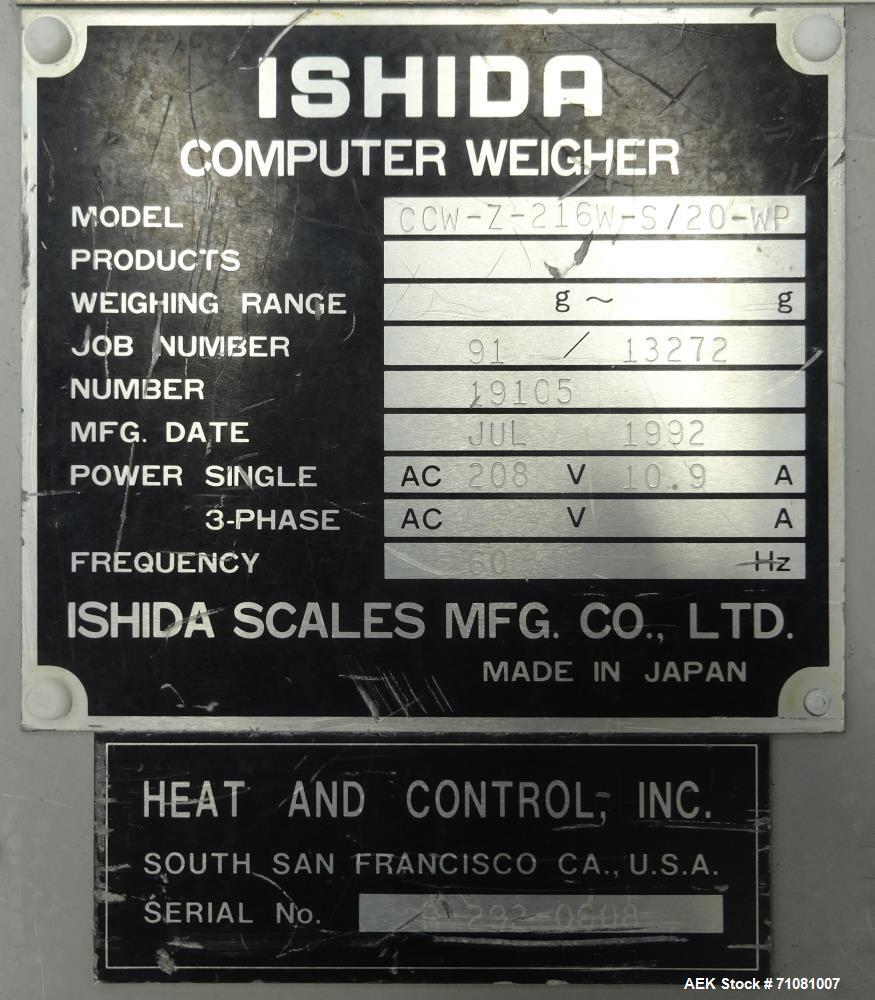 ISHIDA
COMPUTER WEIGHER
MODEL CCW-Z-216W-S/20-WP
PRODUCTS
WEIGHING RANGE g ~ g
JOB NUMBER 91 / 13272
NUMBER 19105
MFG. DATE JUL 1992
POWER SINGLE AC 208 V 10.9 A
3-PHASE AC V A
FREQUENCY 60 Hz
ISHIDA SCALES MFG. CO., LTD.
MADE IN JAPAN
HEAT AND CONTROL, INC.
SOUTH SAN FRANCISCO CA., U.S.A.
SERIAL No.
AEK Stock # 71081007